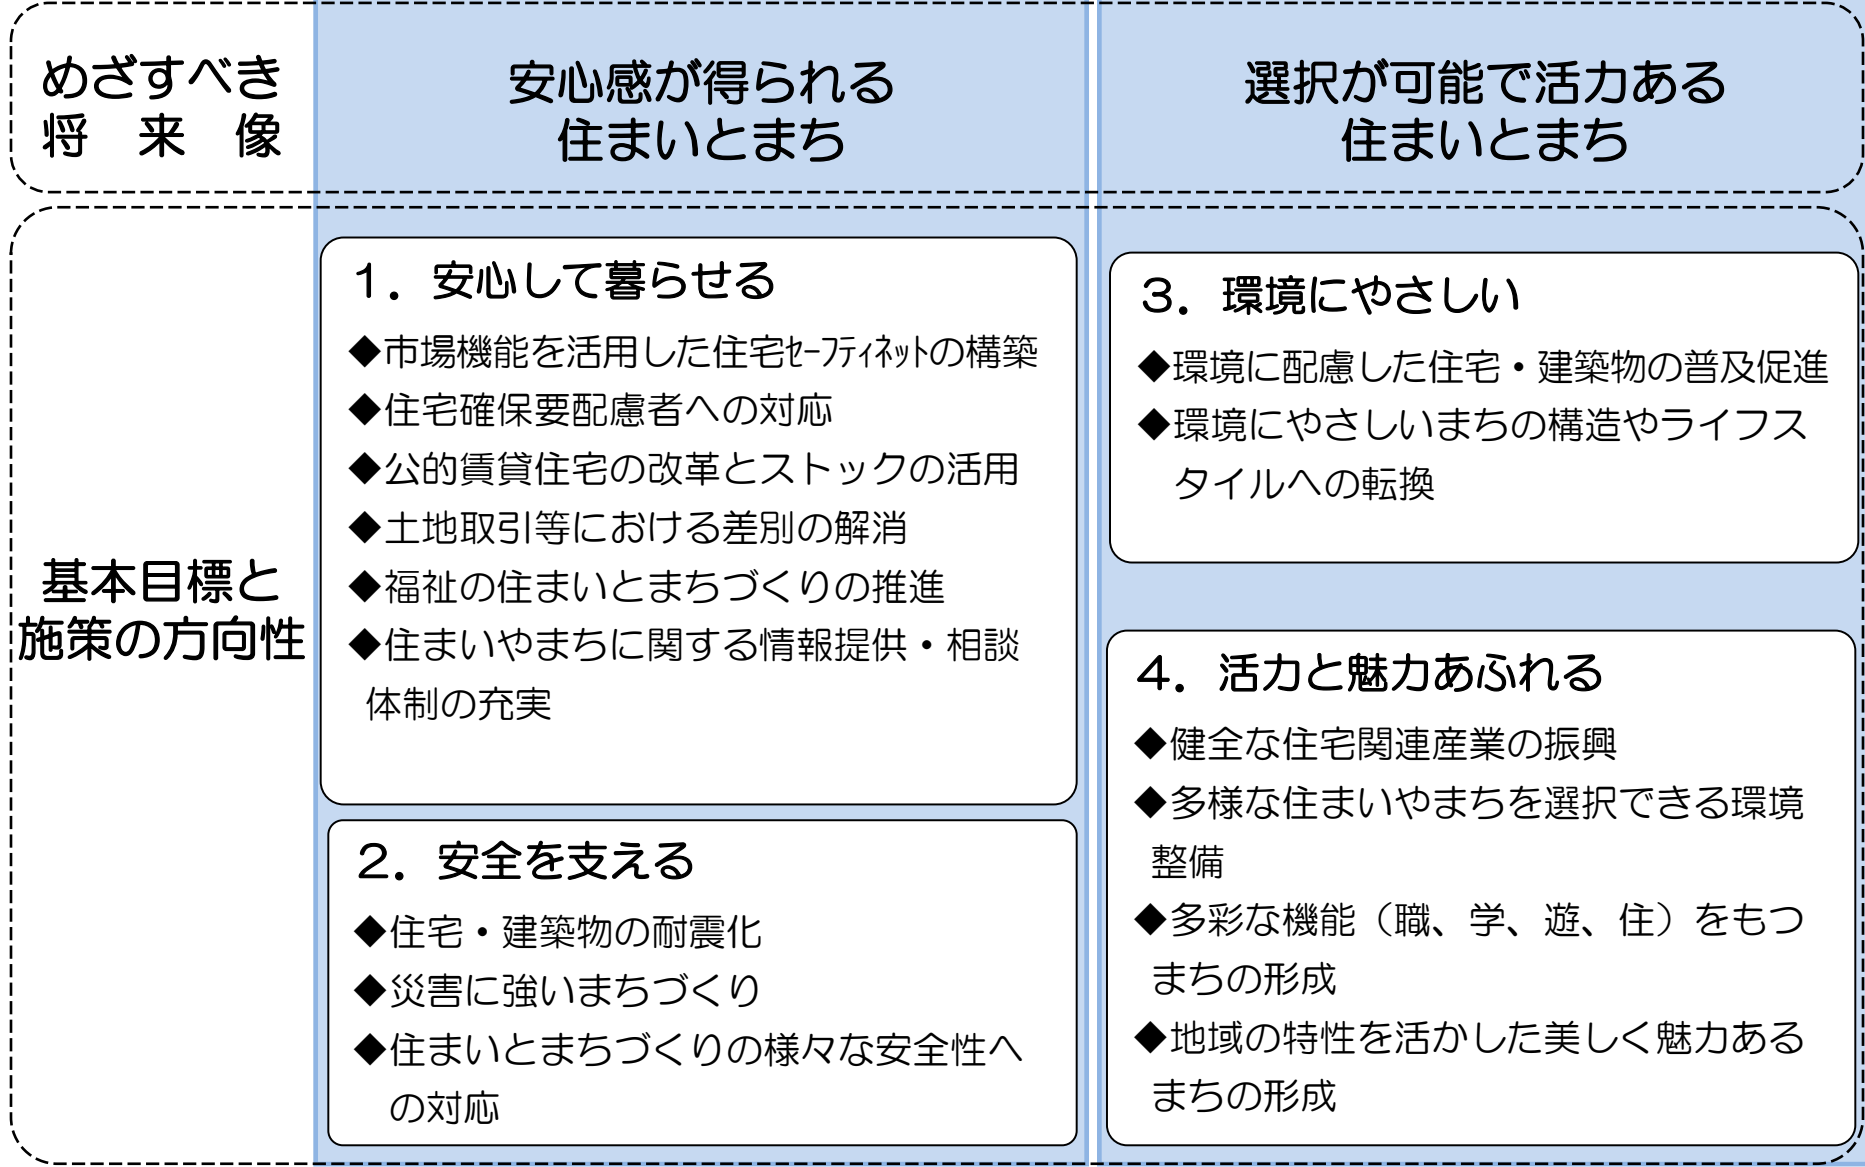 めざすべき
将　来　像
安心感が得られる
住まいとまち
選択が可能で活力ある
住まいとまち
基本目標と
施策の方向性
１．安心して暮らせる
◆市場機能を活用した住宅ｾｰﾌﾃｨﾈｯﾄの構築
◆住宅確保要配慮者への対応
◆公的賃貸住宅の改革とストックの活用
◆土地取引等における差別の解消
◆福祉の住まいとまちづくりの推進
◆住まいやまちに関する情報提供・相談
体制の充実
２．安全を支える
◆住宅・建築物の耐震化
◆災害に強いまちづくり
◆住まいとまちづくりの様々な安全性へ
の対応
３．環境にやさしい
◆環境に配慮した住宅・建築物の普及促進
◆環境にやさしいまちの構造やライフス
タイルへの転換
４．活力と魅力あふれる
◆健全な住宅関連産業の振興
◆多様な住まいやまちを選択できる環境
整備
◆多彩な機能（職、学、遊、住）をもつ
まちの形成
◆地域の特性を活かした美しく魅力ある
まちの形成